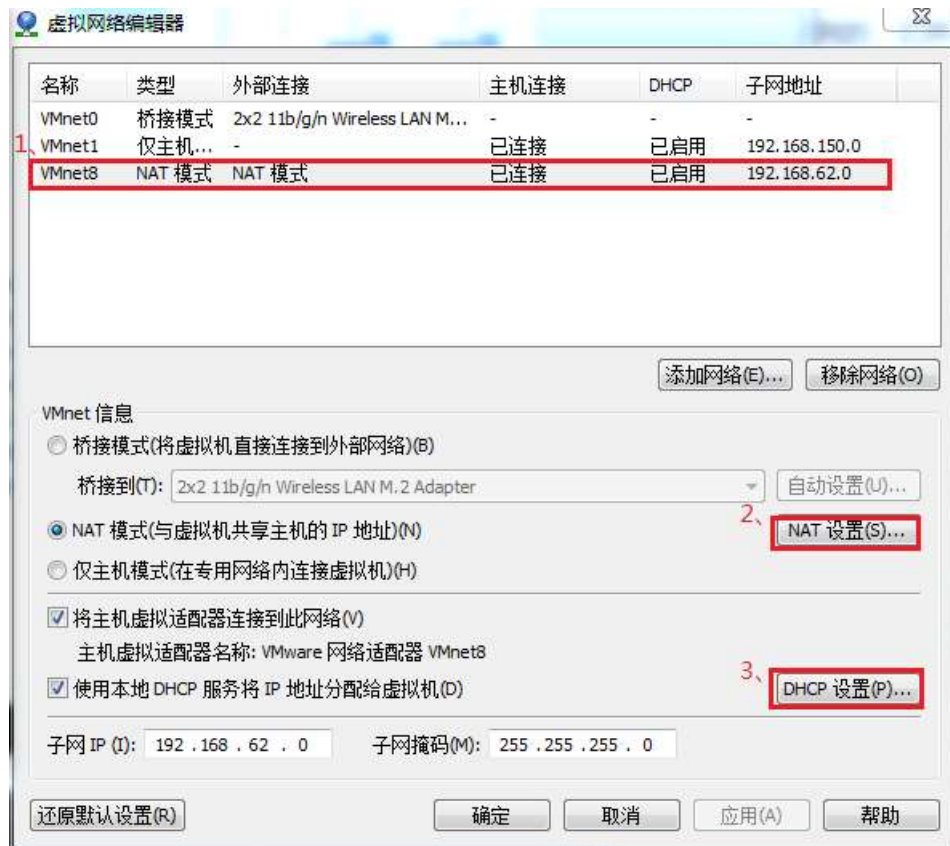 虚拟网络编辑器
名称 类型 外部连接 主机连接 DHCP 子网地址
VMnet0 桥接模式 2x2 11b/g/n Wireless LAN M... - - -
1、 VMnet1 仅主机... - 已连接 已启用 192.168.150.0
VMnet8 NAT 模式 NAT 模式 已连接 已启用 192.168.62.0
添加网络(E)... 移除网络(O)
VMnet 信息
桥接模式(将虚拟机直接连接到外部网络)(B)
桥接到(T): 2x2 11b/g/n Wireless LAN M.2 Adapter 自动设置(U)...
2、
NAT 模式(与虚拟机共享主机的 IP 地址)(N) NAT 设置(S)...
仅主机模式(在专用网络内连接虚拟机)(H)
将主机虚拟适配器连接到此网络(V)
主机虚拟适配器名称: VMware 网络适配器 VMnet8
3、
使用本地 DHCP 服务将 IP 地址分配给虚拟机(D) DHCP 设置(P)...
子网 IP (I): 192 . 168 . 62 . 0 子网掩码(M): 255 . 255 . 255 . 0
还原默认设置(R) 确定 取消 应用(A) 帮助